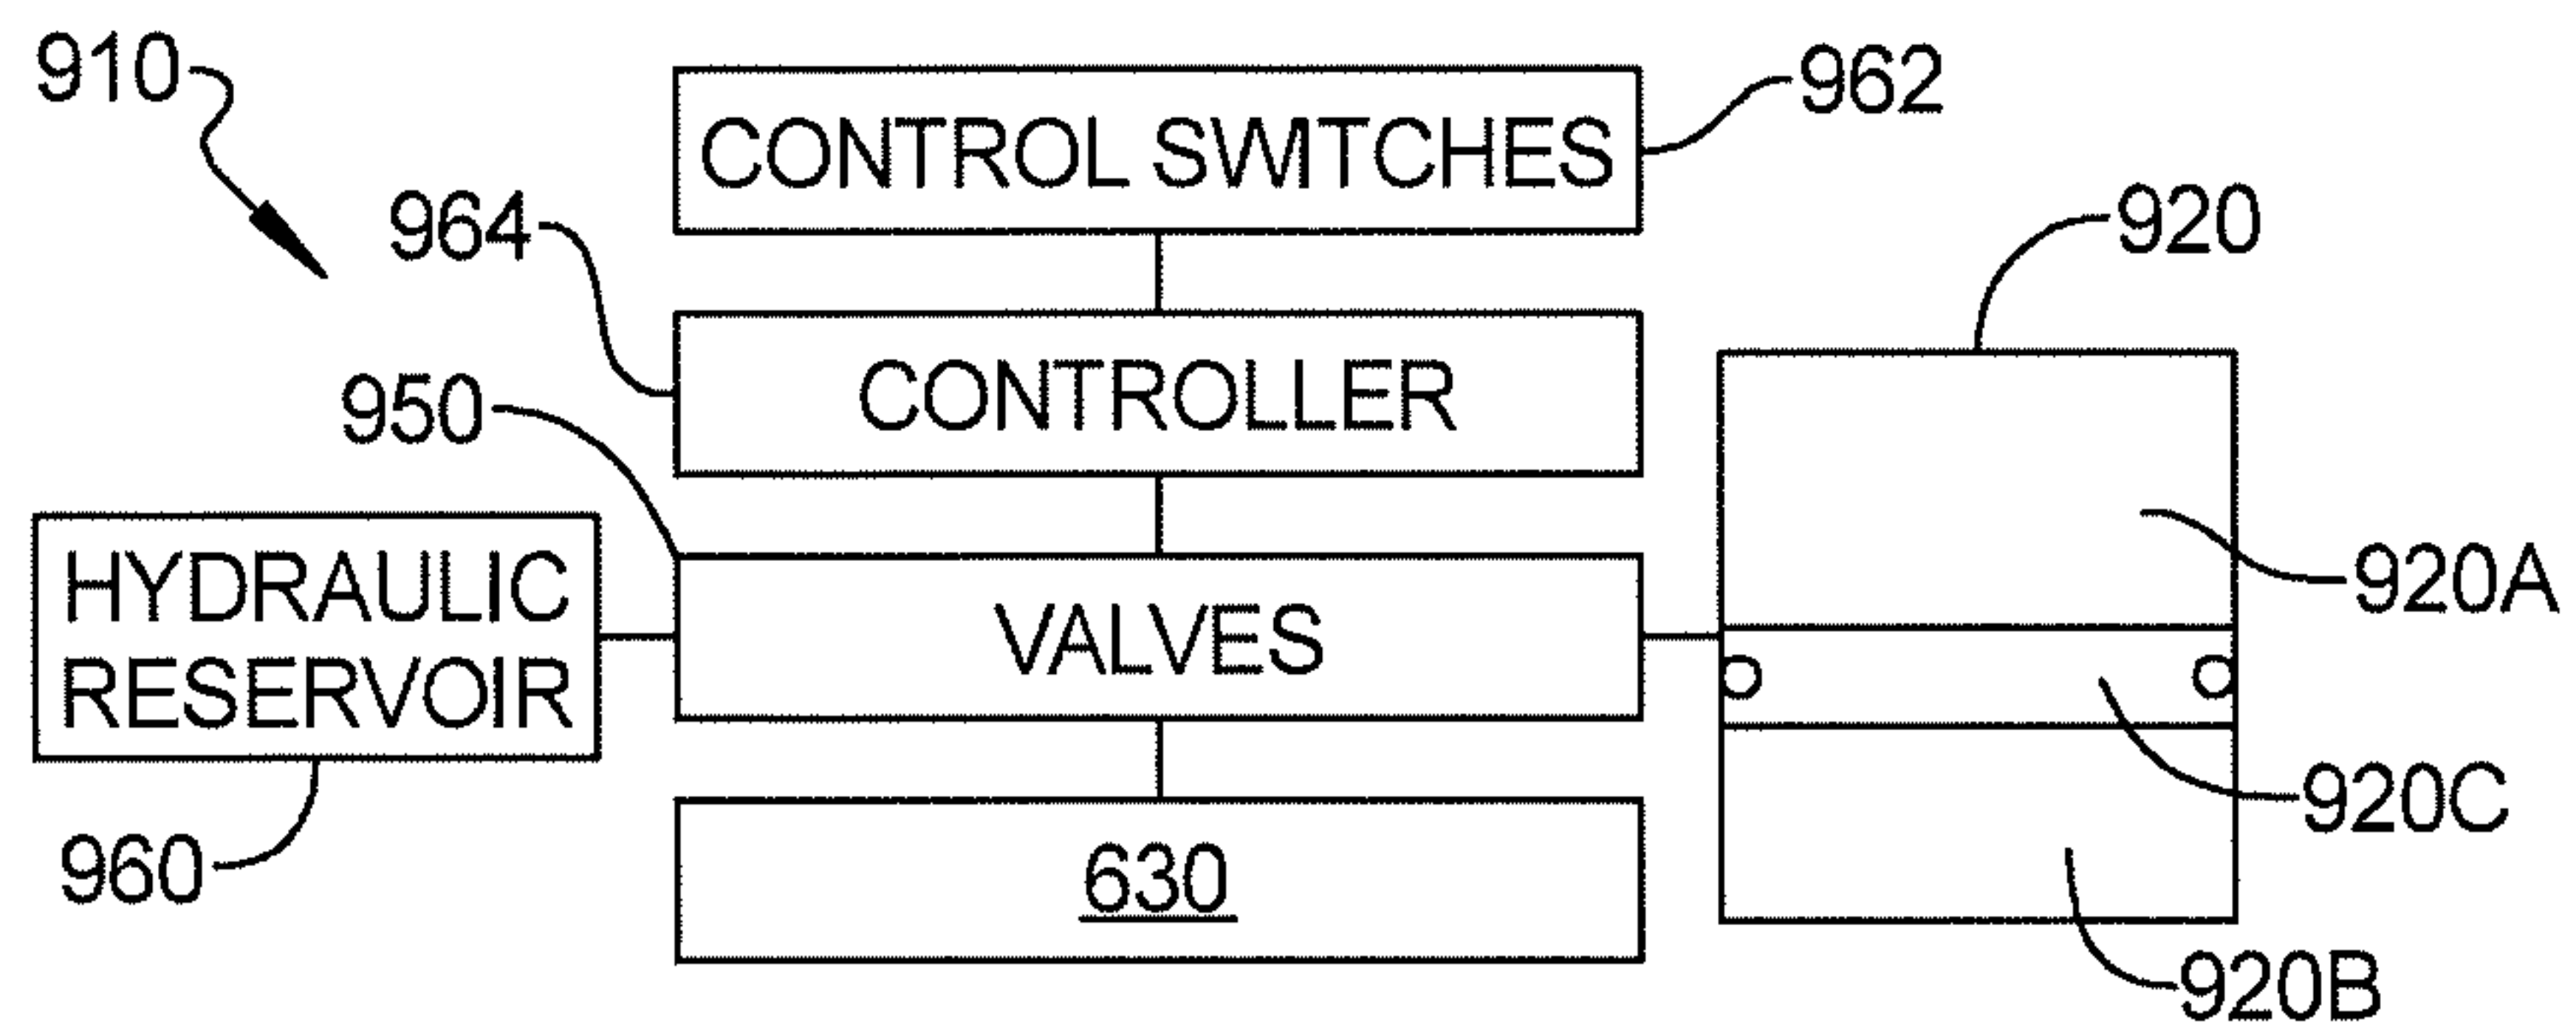 910
CONTROL SWITCHES
962
964
920
CONTROLLER
950
HYDRAULIC
RESERVOIR
VALVES
920A
920C
960
630
920B